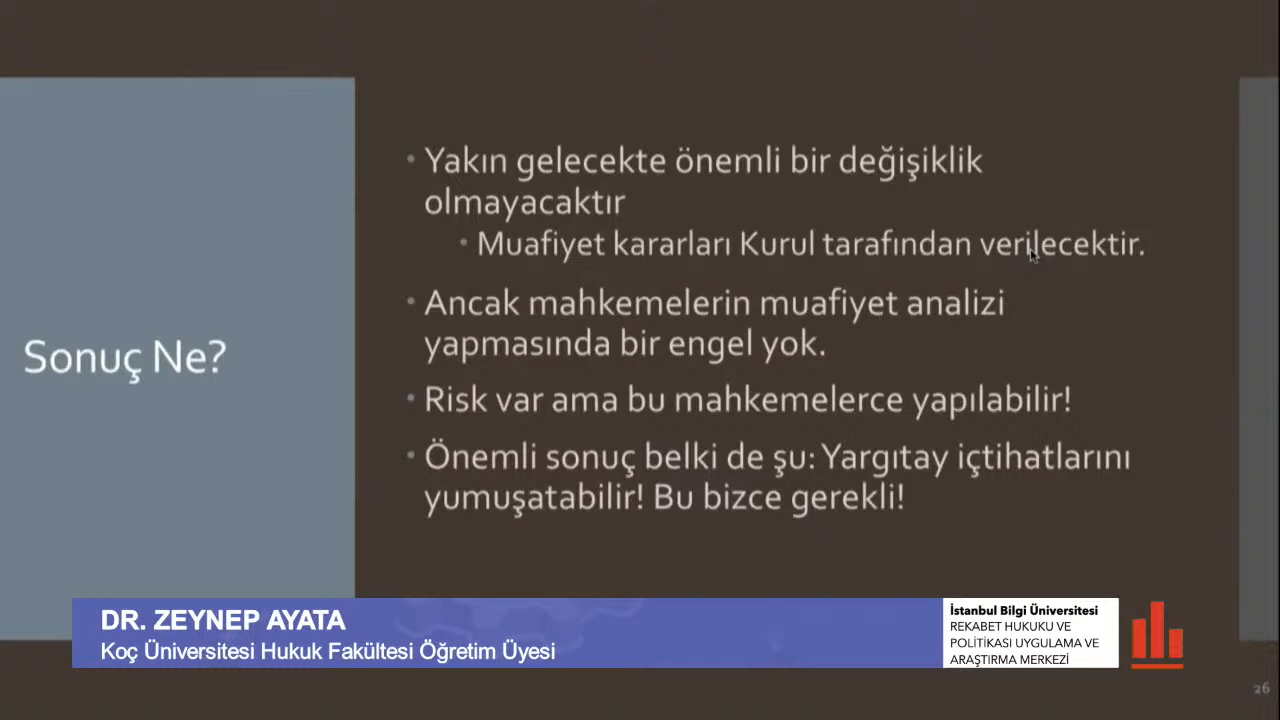 Sonuç Ne?
• Yakın gelecekte önemli bir değişiklik
olmayacaktır
• Muafiyet kararları Kurul tarafından verilecektir.
• Ancak mahkemelerin muafiyet analizi
yapmasında bir engel yok.
• Risk var ama bu mahkemelerce yapılabilir!
• Önemli sonuç belki de şu: Yargıtay içtihatlarını
yumuşatabilir! Bu bizce gerekli!
DR. ZEYNEP AYATA
Koç Üniversitesi Hukuk Fakültesi Öğretim Üyesi
İstanbul Bilgi Üniversitesi
REKABET HUKUKU VE
POLİTİKASI UYGULAMA VE
ARAŞTIRMA MERKEZİ
26